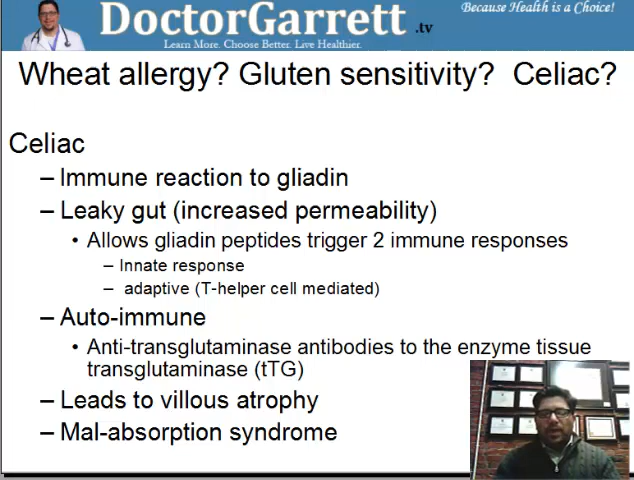 DoctorGarrett.tv
Because Health is a Choice!
Learn More. Choose Better. Live Healthier.
Wheat allergy? Gluten sensitivity? Celiac?
Celiac
– Immune reaction to gliadin
– Leaky gut (increased permeability)
• Allows gliadin peptides trigger 2 immune responses
– Innate response
– adaptive (T-helper cell mediated)
– Auto-immune
• Anti-transglutaminase antibodies to the enzyme tissue
transglutaminase (tTG)
– Leads to villous atrophy
– Mal-absorption syndrome